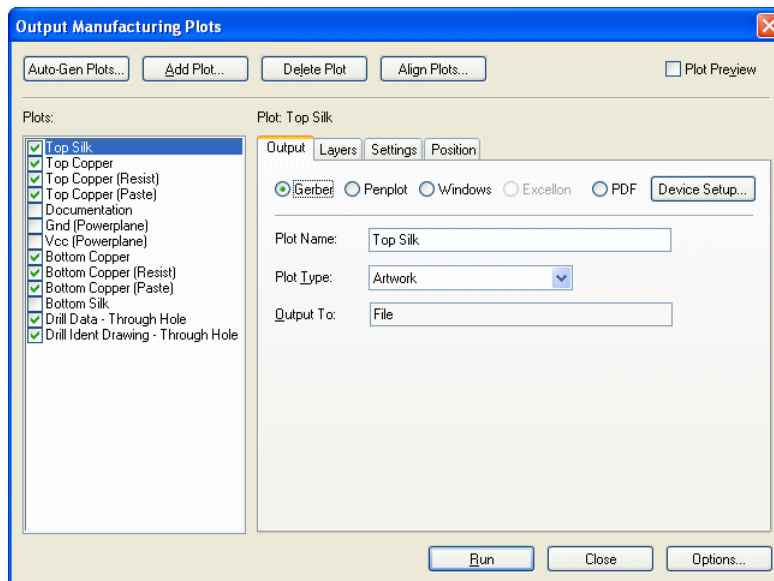 Output Manufacturing Plots
Auto-Gen Plots... Add Plot... Delete Plot Align Plots... Plot Preview
Plots: Plot: Top Silk
Output Layers Settings Position
Top Silk
Top Copper
Top Copper (Resist)
Top Copper (Paste)
Documentation
Gnd (Powerplane)
Vcc (Powerplane)
Bottom Copper
Bottom Copper (Resist)
Bottom Copper (Paste)
Bottom Silk
Drill Data - Through Hole
Drill Ident Drawing - Through Hole
Gerber Penplot Windows Excellon PDF Device Setup...
Plot Name: Top Silk
Plot Type: Artwork
Output To: File
Run Close Options...